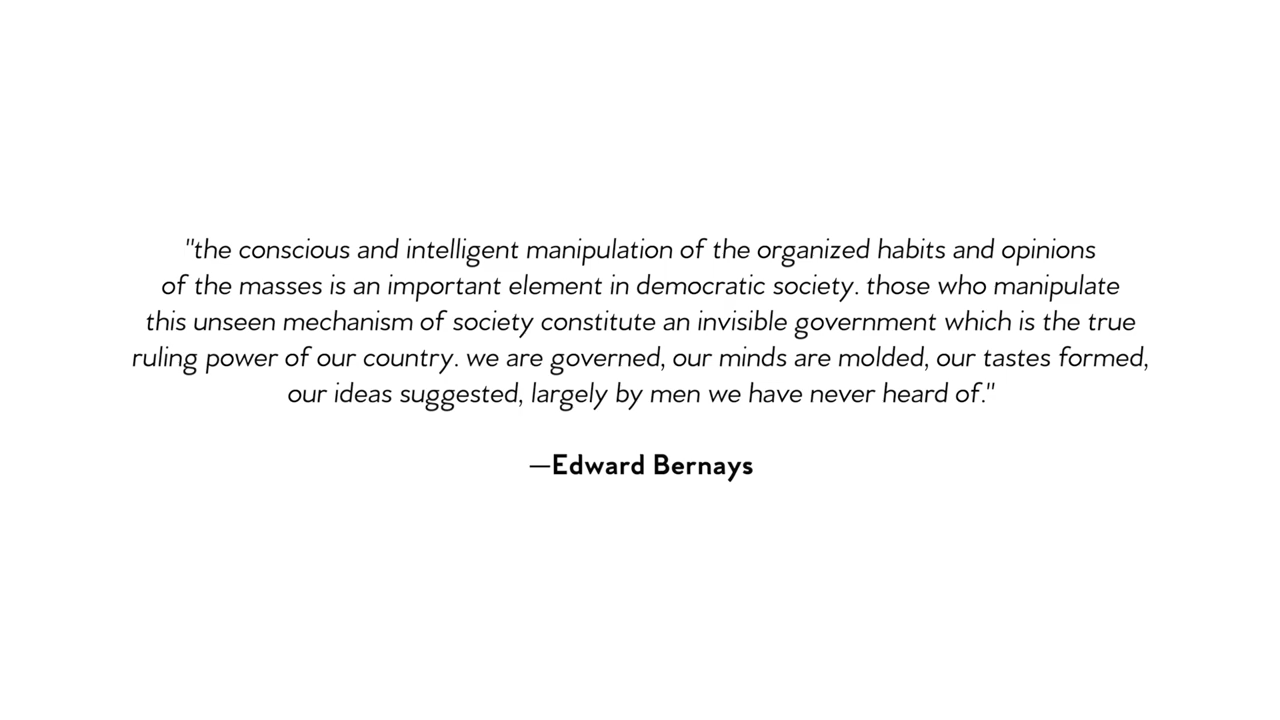 "the conscious and intelligent manipulation of the organized habits and opinions
of the masses is an important element in democratic society. those who manipulate
this unseen mechanism of society constitute an invisible government which is the true
ruling power of our country. we are governed, our minds are molded, our tastes formed,
our ideas suggested, largely by men we have never heard of."
—Edward Bernays